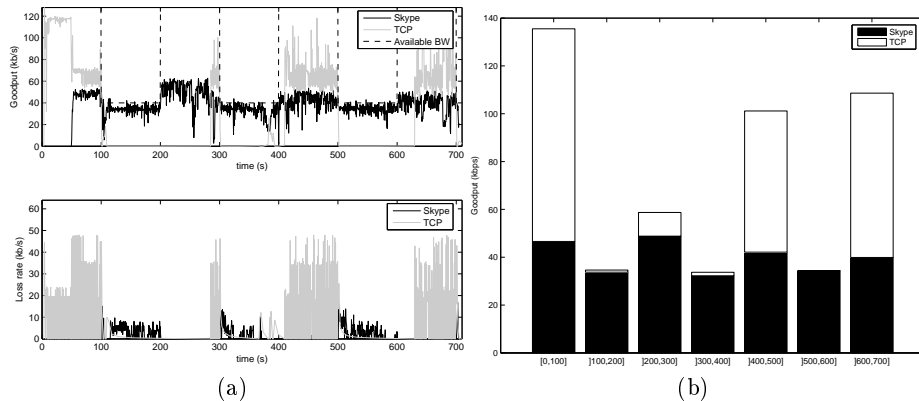 Skype
TCP
Available BW
Goodput (kb/s)
120
100
80
60
40
20
0
0 100 200 300 400 500 600 700
time (s)
Skype
TCP
Loss rate (kb/s)
60
50
40
30
20
10
0
0 100 200 300 400 500 600 700
time (s)
(a)
Skype
TCP
Goodput (kbps)
140
120
100
80
60
40
20
0
[0,100] ]100,200] ]200,300] ]300,400] ]400,500] ]500,600] ]600,700]
(b)